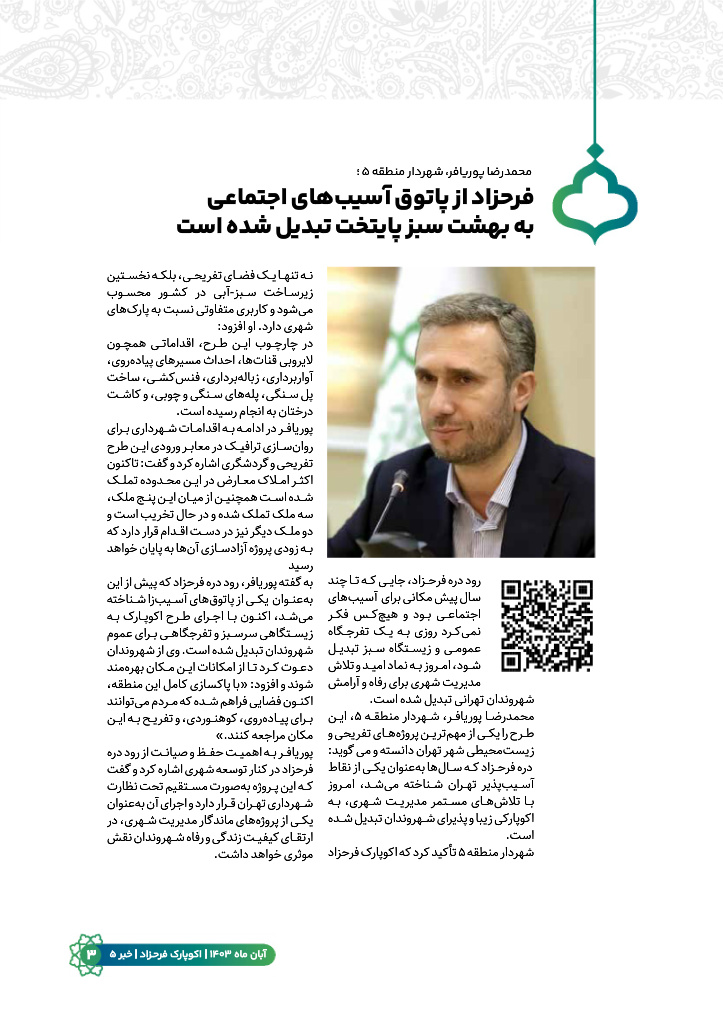 محمدرضا پوریافر، شهردار منطقه ۵ ؛
فرحزاد از پاتوق آسیب‌های اجتماعی
به بهشت سبز پایتخت تبدیل شده است
رود دره فرحزاد، جایی که تا چند
سال پیش مکانی برای آسیب‌های
اجتماعی بود و هیچ‌کس فکر
نمی‌کرد روزی به یک تفرجگاه
عمومی و زیستگاه سبز تبدیل
شود، امروز به نماد امید و تلاش
مدیریت شهری برای رفاه و آرامش
شهروندان تهرانی تبدیل شده است.
محمدرضا پوریافر، شهردار منطقه ۵، این
طرح را یکی از مهم‌ترین پروژه‌های تفریحی و
زیست‌محیطی شهر تهران دانسته و می گوید:
دره فرحزاد که سال‌ها به‌عنوان یکی از نقاط
آسیب‌پذیر تهران شناخته می‌شد، امروز
با تلاش‌های مستمر مدیریت شهری، به
اکوپارکی زیبا و پذیرای شهروندان تبدیل شده
است.
شهردار منطقه ۵ تأکید کرد که اکوپارک فرحزاد
نه تنها یک فضای تفریحی، بلکه نخستین
زیرساخت سبز-آبی در کشور محسوب
می‌شود و کاربری متفاوتی نسبت به پارک‌های
شهری دارد. او افزود:
در چارچوب این طرح، اقداماتی همچون
لایروبی قنات‌ها، احداث مسیرهای پیاده‌روی،
آواربرداری، زباله‌برداری، فنس‌کشی، ساخت
پل سنگی، پله‌های سنگی و چوبی، و کاشت
درختان به انجام رسیده است.
پوریافر در ادامه به اقدامات شهرداری برای
روان‌سازی ترافیک در معابر ورودی این طرح
تفریحی و گردشگری اشاره کرد و گفت: تاکنون
اکثر املاک معارض در این محدوده تملک
شده است همچنین از میان این پنج ملک،
سه ملک تملک شده و در حال تخریب است و
دو ملک دیگر نیز در دست اقدام قرار دارد که
به زودی پروژه آزادسازی آن‌ها به پایان خواهد
رسید
به گفته پوریافر، رود دره فرحزاد که پیش از این
به‌عنوان یکی از پاتوق‌های آسیب‌زا شناخته
می‌شد، اکنون با اجرای طرح اکوپارک به
زیستگاهی سرسبز و تفرجگاهی برای عموم
شهروندان تبدیل شده است. وی از شهروندان
دعوت کرد تا از امکانات این مکان بهره‌مند
شوند و افزود: «با پاکسازی کامل این منطقه،
اکنون فضایی فراهم شده که مردم می‌توانند
برای پیاده‌روی، کوهنوردی، و تفریح به این
مکان مراجعه کنند.»
پوریافر به اهمیت حفظ و صیانت از رود دره
فرحزاد در کنار توسعه شهری اشاره کرد و گفت
که این پروژه به‌صورت مستقیم تحت نظارت
شهرداری تهران قرار دارد و اجرای آن به‌عنوان
یکی از پروژه‌های ماندگار مدیریت شهری، در
ارتقای کیفیت زندگی و رفاه شهروندان نقش
موثری خواهد داشت.
آبان ماه ۱۴۰۳ | اکوپارک فرحزاد | خبر ۵
۳